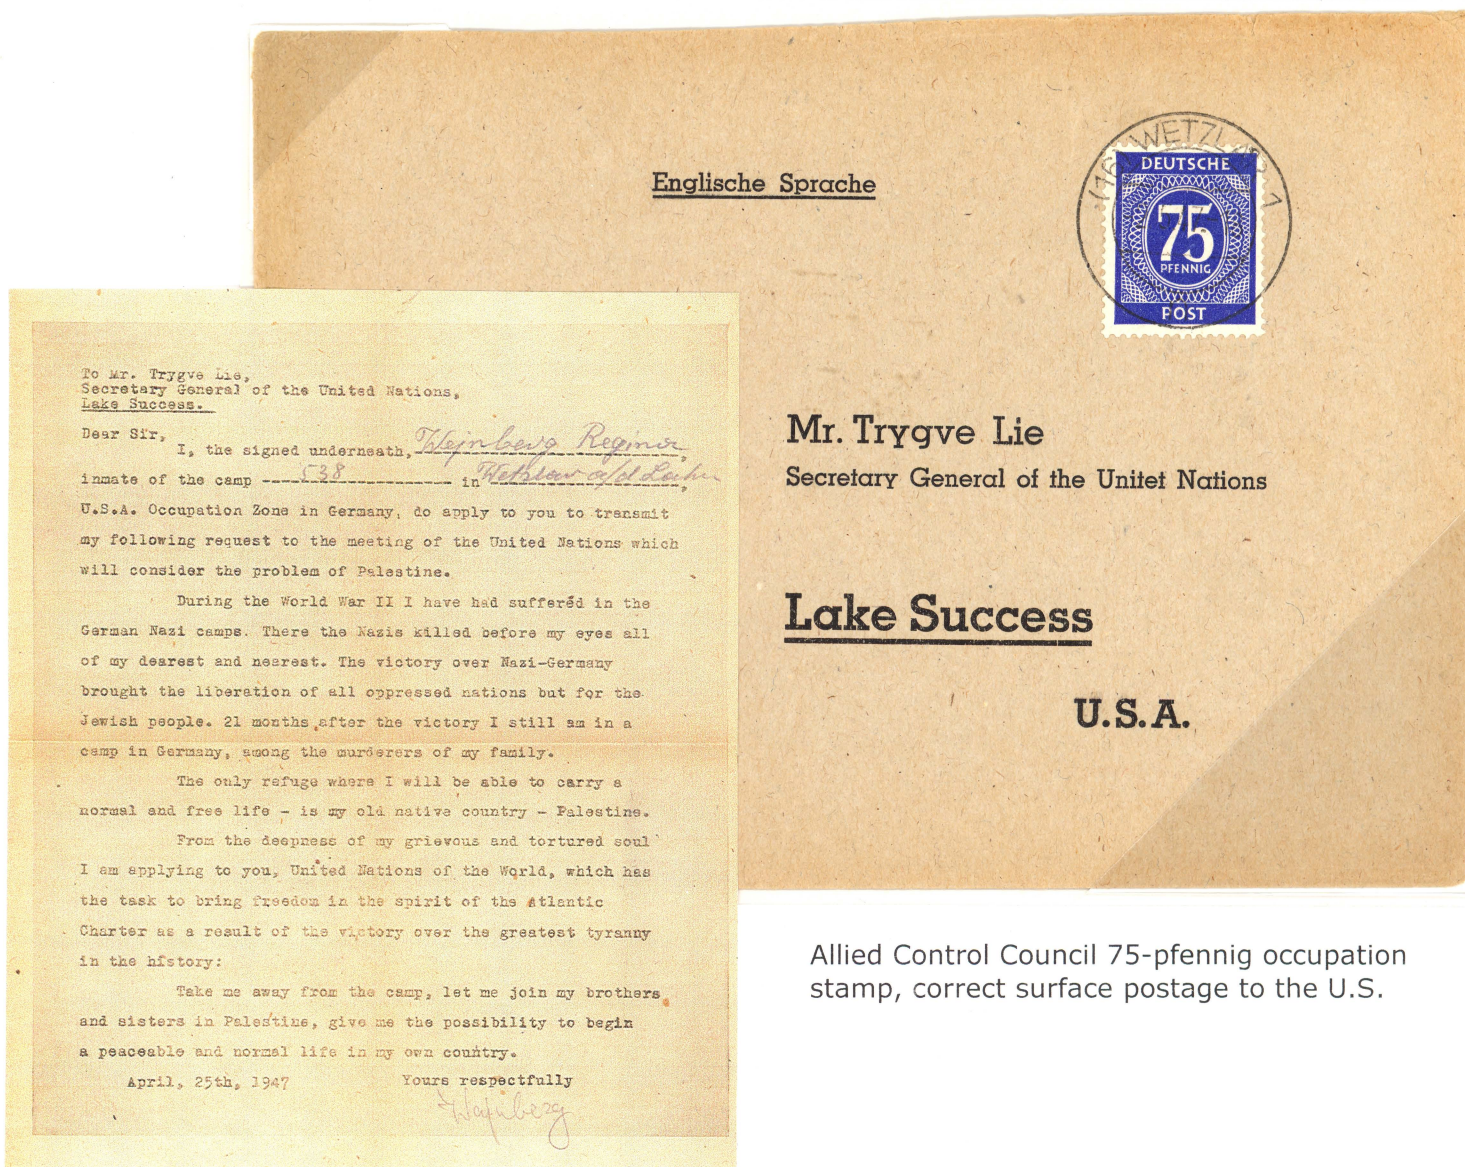 Englische Sprache
(16) WETZLAR 1
DEUTSCHE
75
PFENNIG
POST
Mr. Trygve Lie
Secretary General of the Unitet Nations
Lake Success
U.S.A.
To Mr. Trygve Lie,
Secretary General of the United Nations,
Lake Success.
Dear Sir,
I, the signed underneath, Wejnberg Regina,
inmate of the camp 538 in Wetzlar a/d Lahn,
U.S.A. Occupation Zone in Germany, do apply to you to transmit
my following request to the meeting of the United Nations which
will consider the problem of Palestine.
During the World War II I have had suffered in the
German Nazi camps. There the Nazis killed before my eyes all
of my dearest and nearest. The victory over Nazi-Germany
brought the liberation of all oppressed nations but for the
Jewish people. 21 months after the victory I still am in a
camp in Germany, among the murderers of my family.
The only refuge where I will be able to carry a
normal and free life - is my old native country - Palestine.
From the deepness of my grievous and tortured soul
I am applying to you, United Nations of the World, which has
the task to bring freedom in the spirit of the Atlantic
Charter as a result of the victory over the greatest tyranny
in the history:
Take me away from the camp, let me join my brothers
and sisters in Palestine, give me the possibility to begin
a peaceable and normal life in my own country.
April, 25th, 1947 Yours respectfully
Wajnberg
Allied Control Council 75-pfennig occupation
stamp, correct surface postage to the U.S.